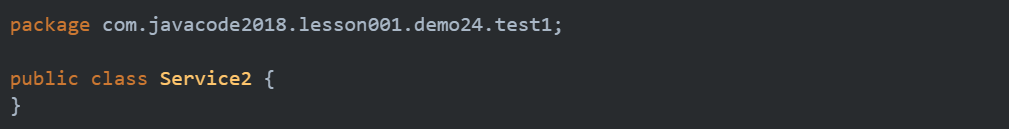 package com.javacode2018.lesson001.demo24.test1;
public class Service2 {
}